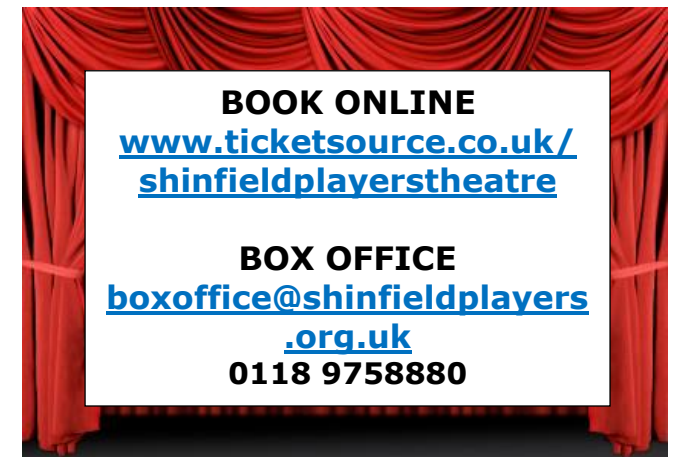 BOOK ONLINE
www.ticketsource.co.uk/
shinfieldplayerstheatre
BOX OFFICE
boxoffice@shinfieldplayers
.org.uk
0118 9758880